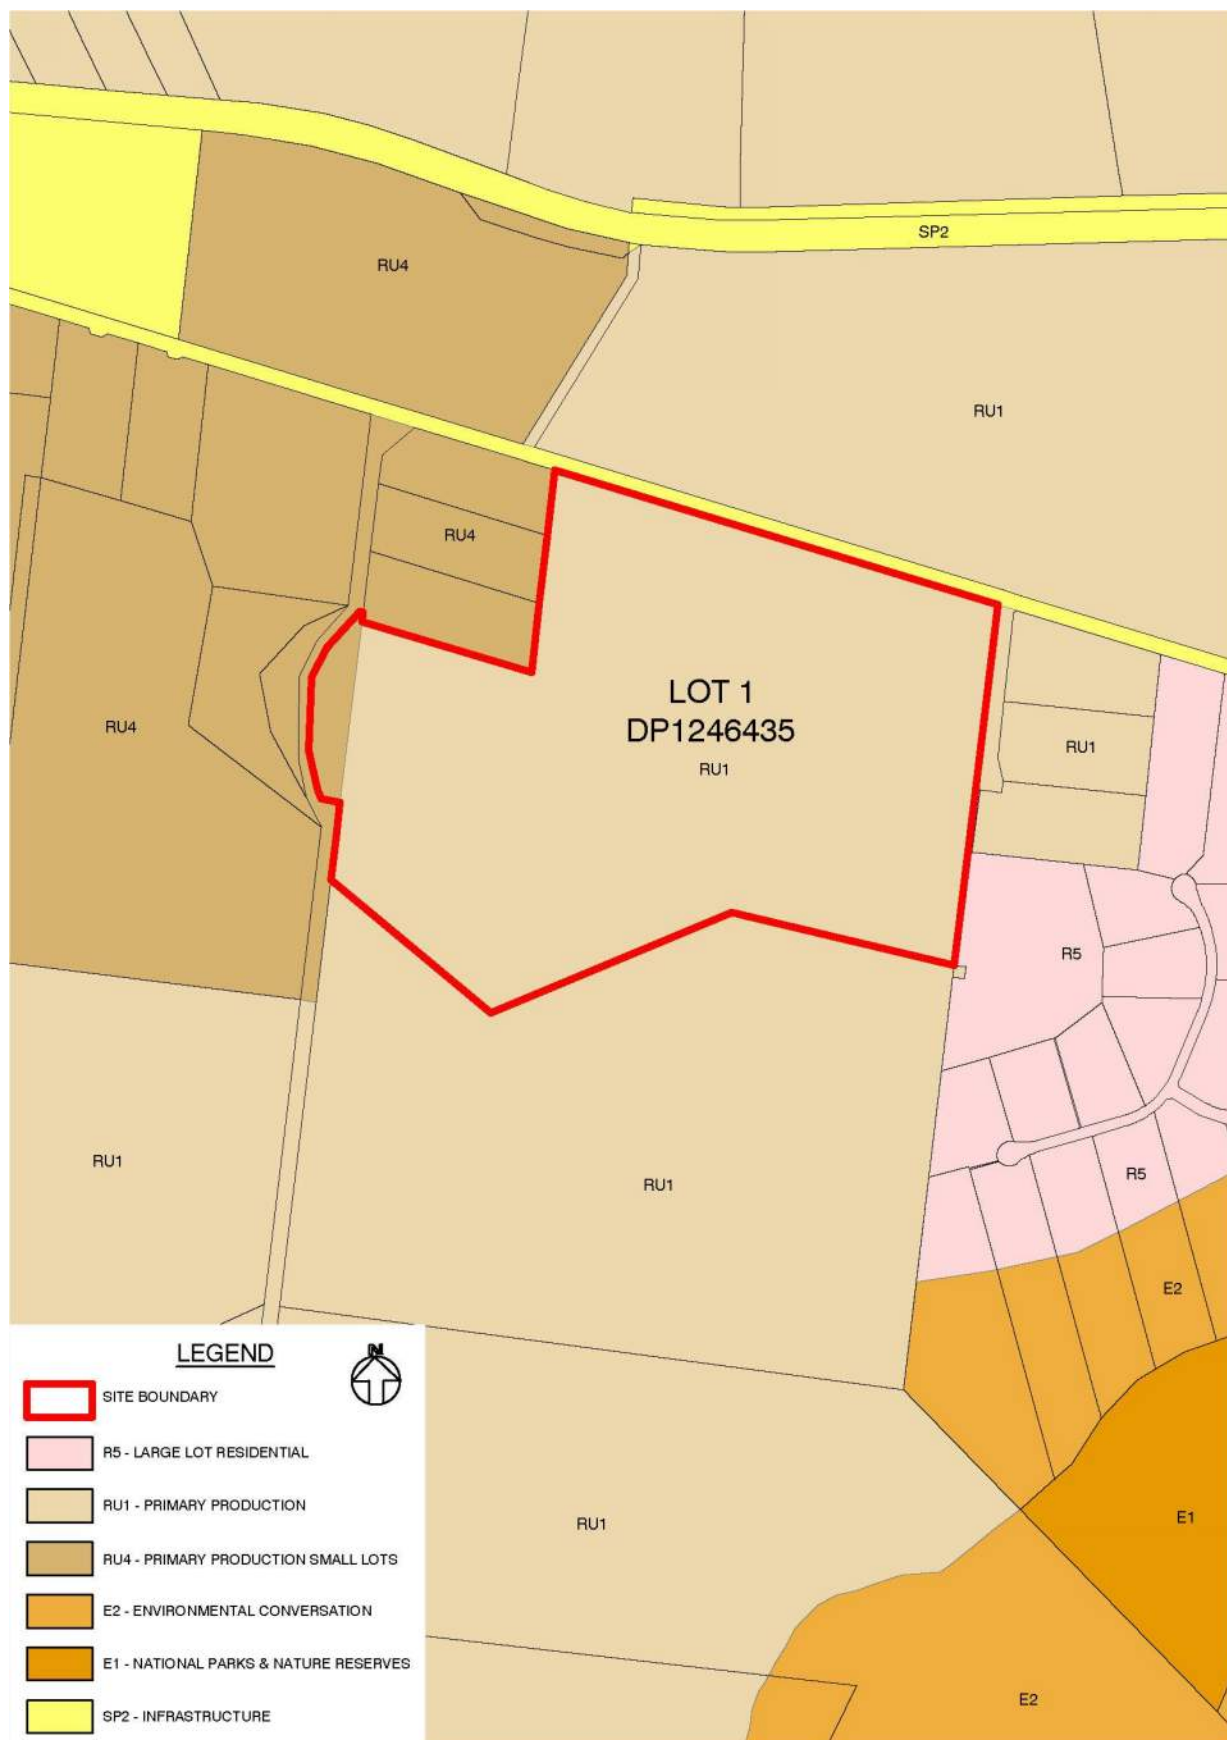 SP2
RU4
RU1
RU4
LOT 1
DP1246435
RU1
RU1
RU4
R5
RU1
RU1
R5
E2
RU1
E1
E2
LEGEND
N
SITE BOUNDARY
R5 - LARGE LOT RESIDENTIAL
RU1 - PRIMARY PRODUCTION
RU4 - PRIMARY PRODUCTION SMALL LOTS
E2 - ENVIRONMENTAL CONVERSATION
E1 - NATIONAL PARKS & NATURE RESERVES
SP2 - INFRASTRUCTURE